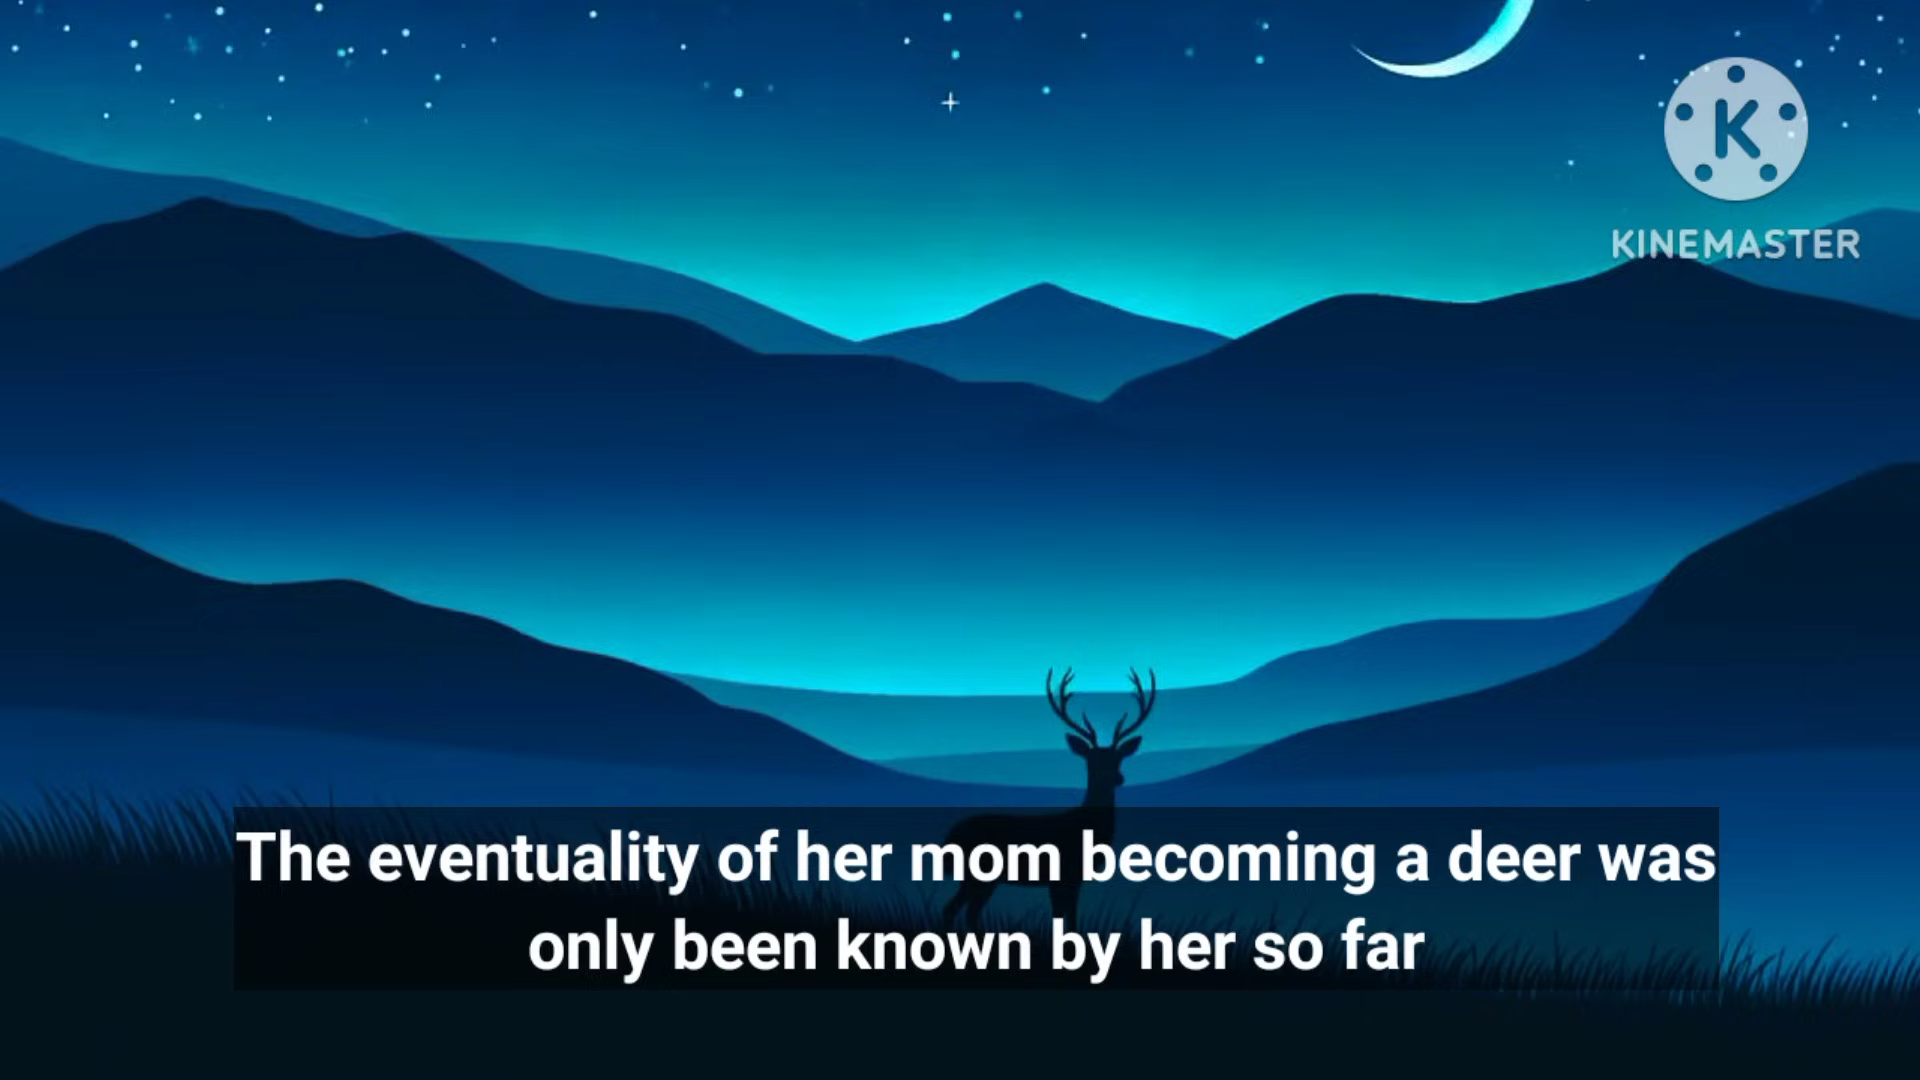 K
KINEMASTER
The eventuality of her mom becoming a deer was
only been known by her so far